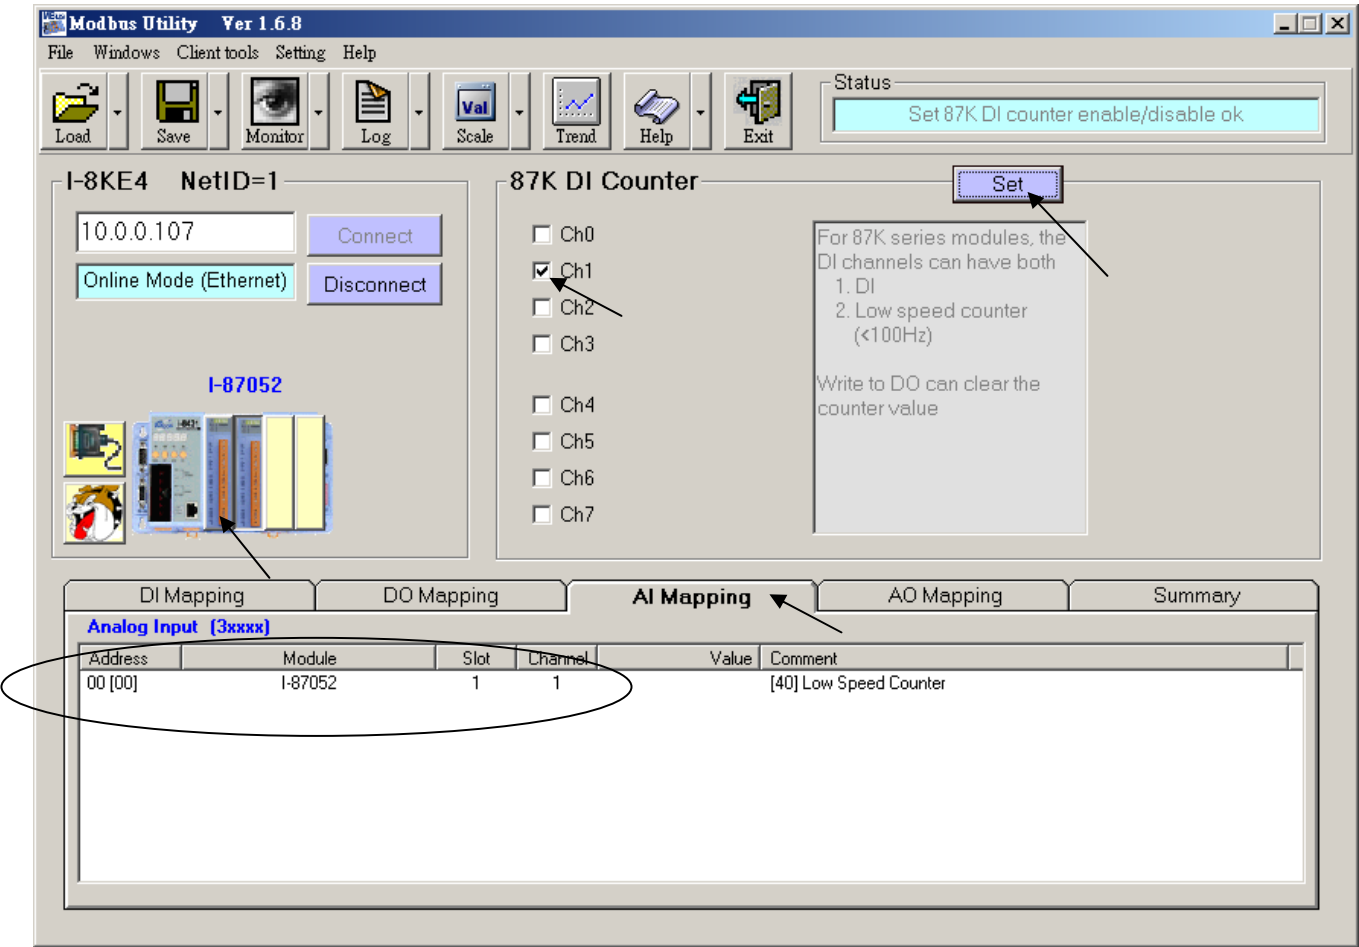 Modbus Utility Ver 1.6.8
File Windows Client tools Setting Help
Load Save Monitor Log Val Scale Trend Help Exit
Status
Set 87K DI counter enable/disable ok
I-8KE4 NetID=1
10.0.0.107
Connect
Online Mode (Ethernet)
Disconnect
I-87052
87K DI Counter
Set
Ch0
Ch1
Ch2
Ch3
Ch4
Ch5
Ch6
Ch7
For 87K series modules, the
DI channels can have both
1. DI
2. Low speed counter
(<100Hz)
Write to DO can clear the
counter value
DI Mapping DO Mapping AI Mapping AO Mapping Summary
Analog Input (3xxxx)
Address Module Slot Channel Value Comment
00 [00] I-87052 1 1 [40] Low Speed Counter